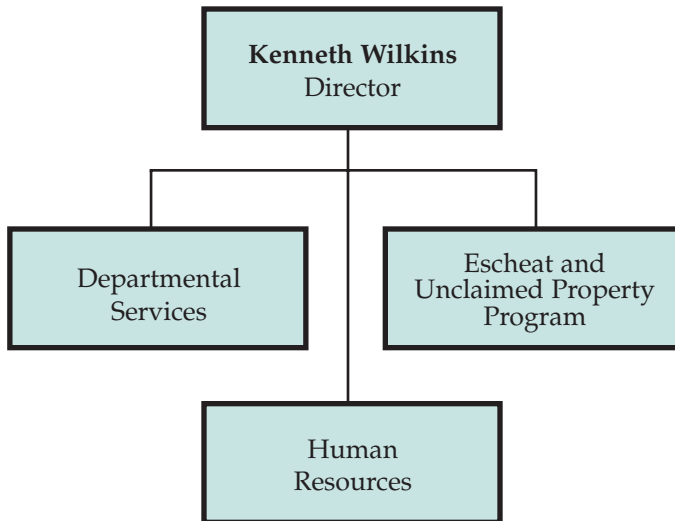 Kenneth Wilkins
Director
Departmental
Services
Escheat and
Unclaimed Property
Program
Human
Resources